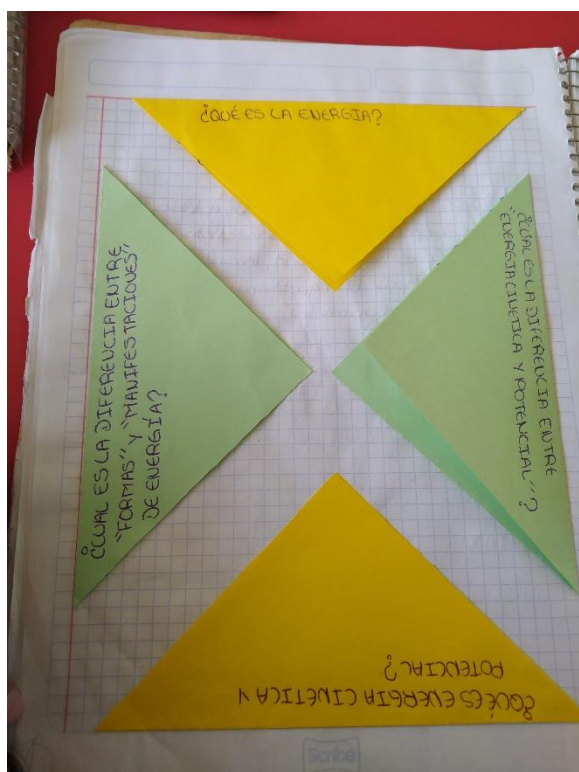 ¿QUÉ ES LA ENERGIA?
¿CUAL ES LA DIFERENCIA ENTRE
"FORMAS" Y "MANIFESTACIONES"
DE ENERGÍA?
¿CUAL ES LA DIFERENCIA ENTRE
"ENERGIA CINETICA Y POTENCIAL"?
¿QUÉ ES ENERGIA CINETICA Y
POTENCIAL?
Scribe